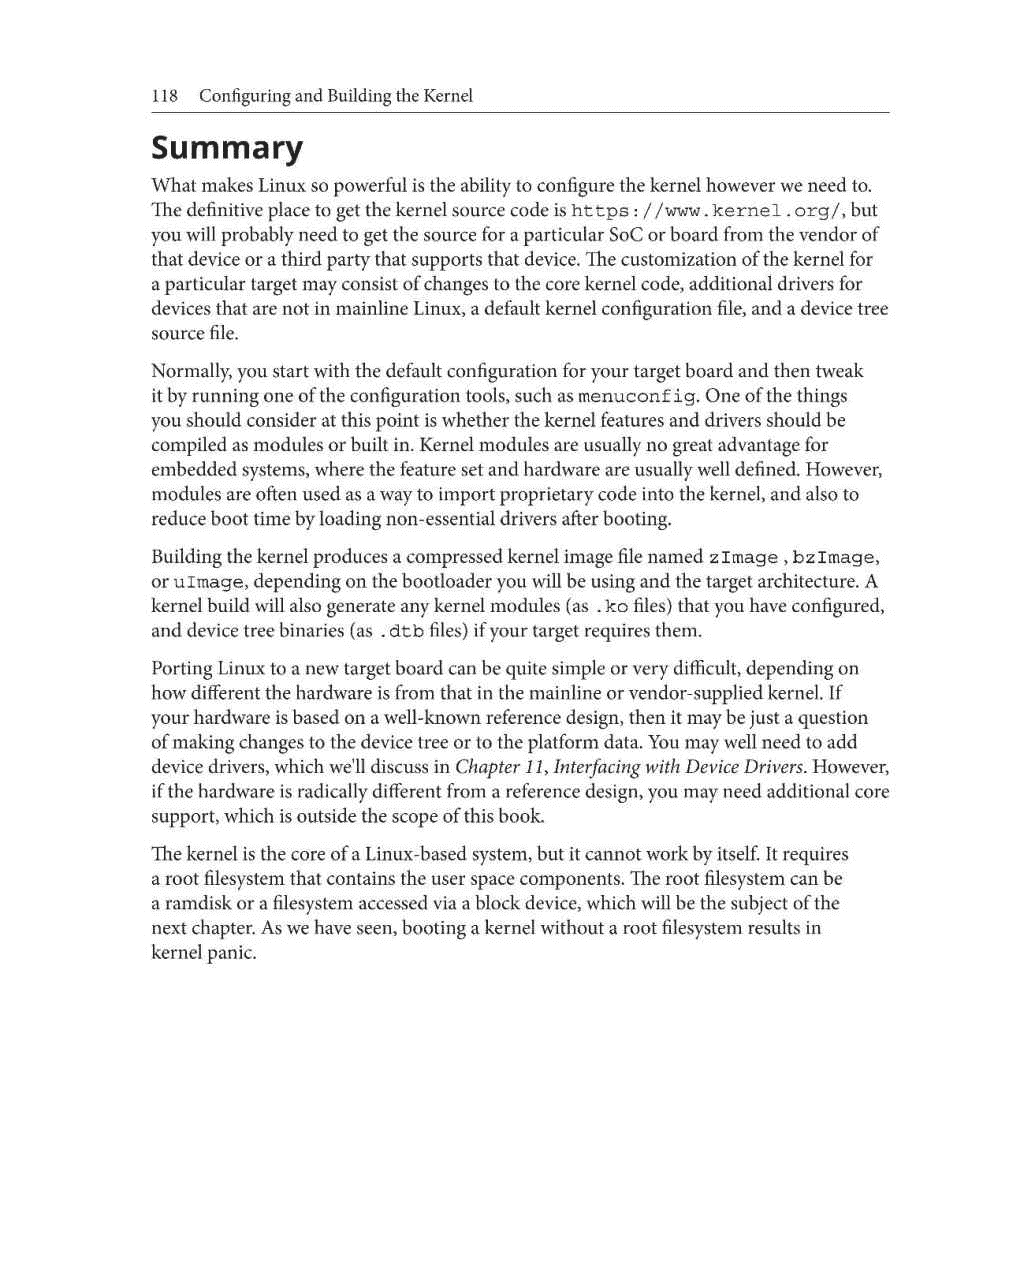 118 Configuring and Building the Kernel
Summary
What makes Linux so powerful is the ability to configure the kernel however we need to.
The definitive place to get the kernel source code is https://www.kernel.org/, but
you will probably need to get the source for a particular SoC or board from the vendor of
that device or a third party that supports that device. The customization of the kernel for
a particular target may consist of changes to the core kernel code, additional drivers for
devices that are not in mainline Linux, a default kernel configuration file, and a device tree
source file.
Normally, you start with the default configuration for your target board and then tweak
it by running one of the configuration tools, such as menuconfig. One of the things
you should consider at this point is whether the kernel features and drivers should be
compiled as modules or built in. Kernel modules are usually no great advantage for
embedded systems, where the feature set and hardware are usually well defined. However,
modules are often used as a way to import proprietary code into the kernel, and also to
reduce boot time by loading non-essential drivers after booting.
Building the kernel produces a compressed kernel image file named zImage , bzImage,
or uImage, depending on the bootloader you will be using and the target architecture. A
kernel build will also generate any kernel modules (as .ko files) that you have configured,
and device tree binaries (as .dtb files) if your target requires them.
Porting Linux to a new target board can be quite simple or very difficult, depending on
how different the hardware is from that in the mainline or vendor-supplied kernel. If
your hardware is based on a well-known reference design, then it may be just a question
of making changes to the device tree or to the platform data. You may well need to add
device drivers, which we'll discuss in Chapter 11, Interfacing with Device Drivers. However,
if the hardware is radically different from a reference design, you may need additional core
support, which is outside the scope of this book.
The kernel is the core of a Linux-based system, but it cannot work by itself. It requires
a root filesystem that contains the user space components. The root filesystem can be
a ramdisk or a filesystem accessed via a block device, which will be the subject of the
next chapter. As we have seen, booting a kernel without a root filesystem results in
kernel panic.